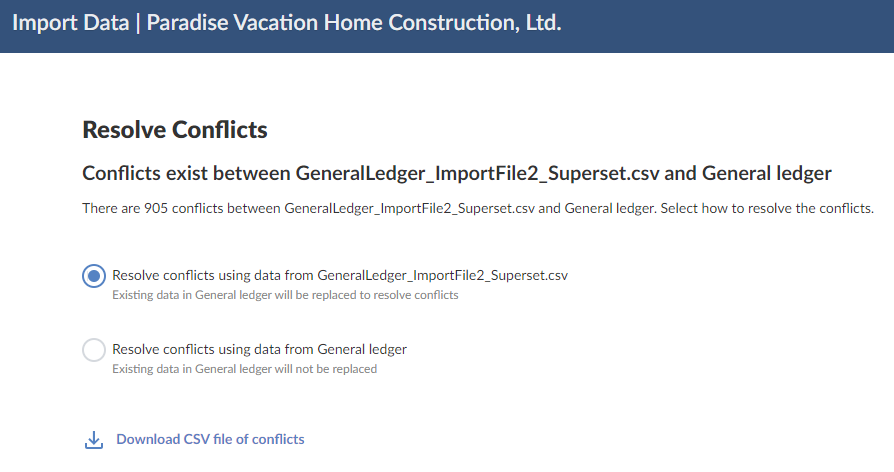 Import Data | Paradise Vacation Home Construction, Ltd.
Resolve Conflicts
Conflicts exist between GeneralLedger_ImportFile2_Superset.csv and General ledger
There are 905 conflicts between GeneralLedger_ImportFile2_Superset.csv and General ledger. Select how to resolve the conflicts.
Resolve conflicts using data from GeneralLedger_ImportFile2_Superset.csv
Existing data in General ledger will be replaced to resolve conflicts
Resolve conflicts using data from General ledger
Existing data in General ledger will not be replaced
Download CSV file of conflicts